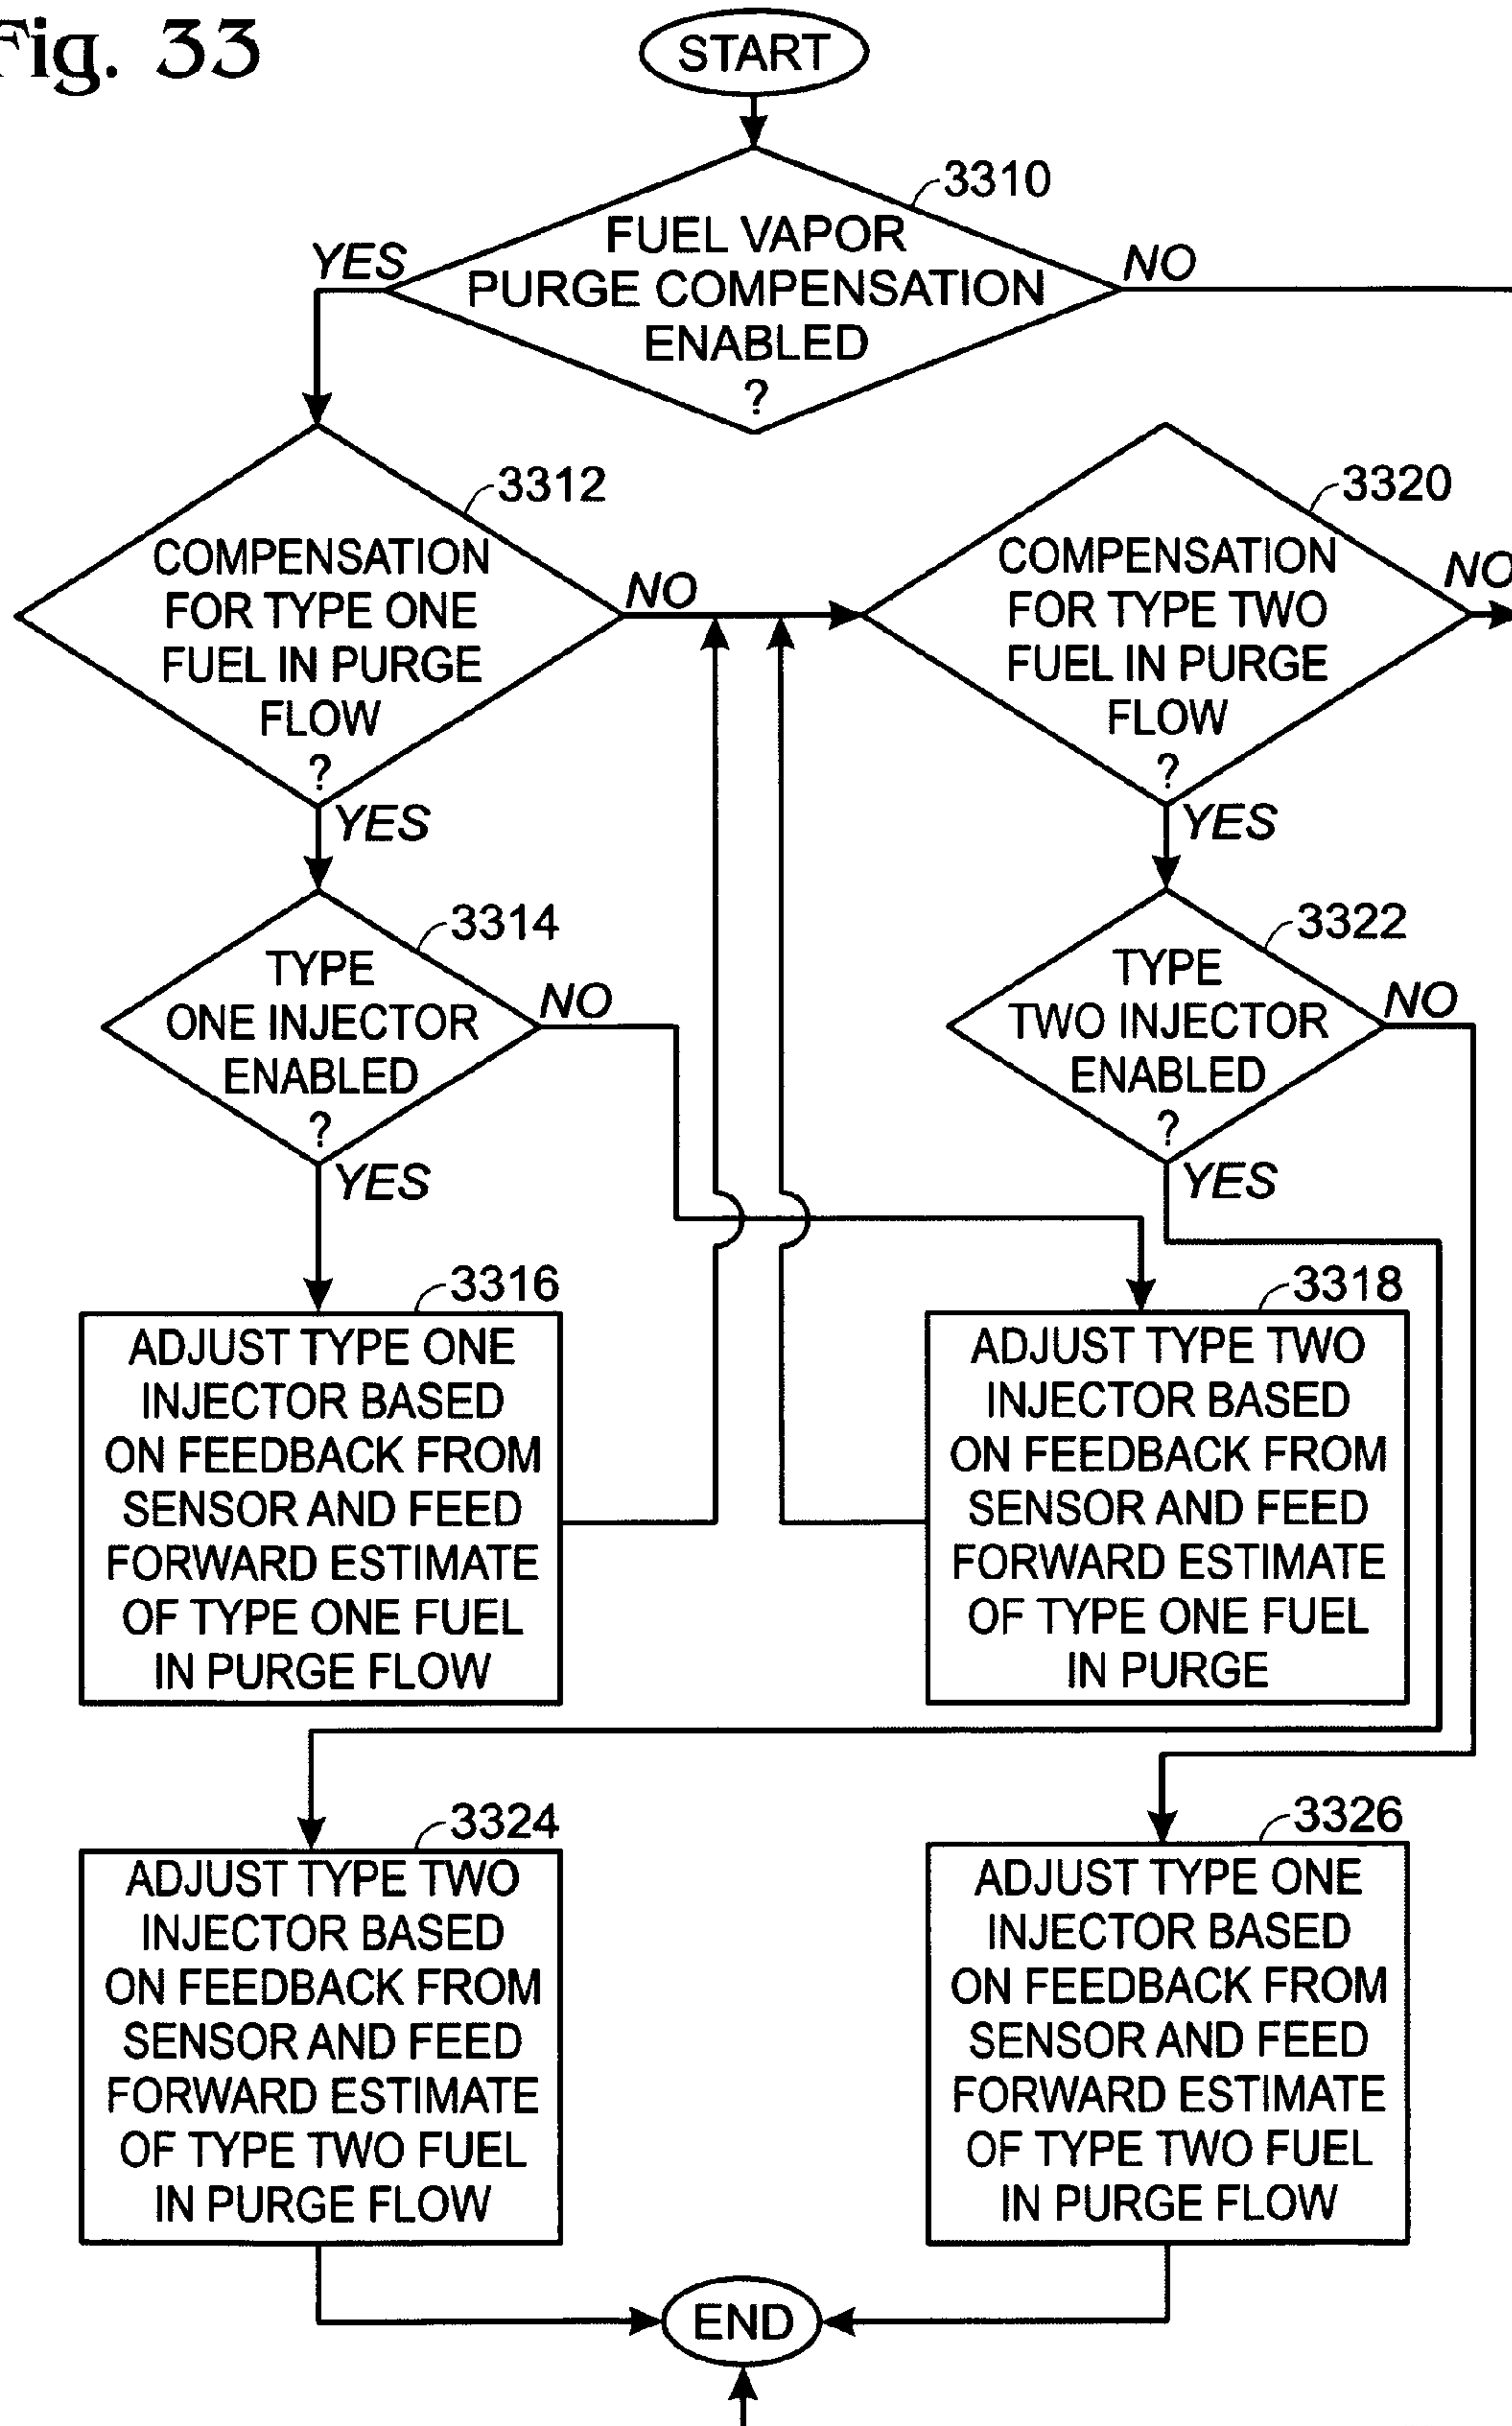 Fig. 33
START
3310
FUEL VAPOR
PURGE COMPENSATION
ENABLED
?
YES
NO
3312
COMPENSATION
FOR TYPE ONE
FUEL IN PURGE
FLOW
?
NO
YES
3320
COMPENSATION
FOR TYPE TWO
FUEL IN PURGE
FLOW
?
NO
YES
3314
TYPE
ONE INJECTOR
ENABLED
?
NO
YES
3322
TYPE
TWO INJECTOR
ENABLED
?
NO
YES
3316
ADJUST TYPE ONE
INJECTOR BASED
ON FEEDBACK FROM
SENSOR AND FEED
FORWARD ESTIMATE
OF TYPE ONE FUEL
IN PURGE FLOW
3318
ADJUST TYPE TWO
INJECTOR BASED
ON FEEDBACK FROM
SENSOR AND FEED
FORWARD ESTIMATE
OF TYPE ONE FUEL
IN PURGE
3324
ADJUST TYPE TWO
INJECTOR BASED
ON FEEDBACK FROM
SENSOR AND FEED
FORWARD ESTIMATE
OF TYPE TWO FUEL
IN PURGE FLOW
3326
ADJUST TYPE ONE
INJECTOR BASED
ON FEEDBACK FROM
SENSOR AND FEED
FORWARD ESTIMATE
OF TYPE TWO FUEL
IN PURGE FLOW
END